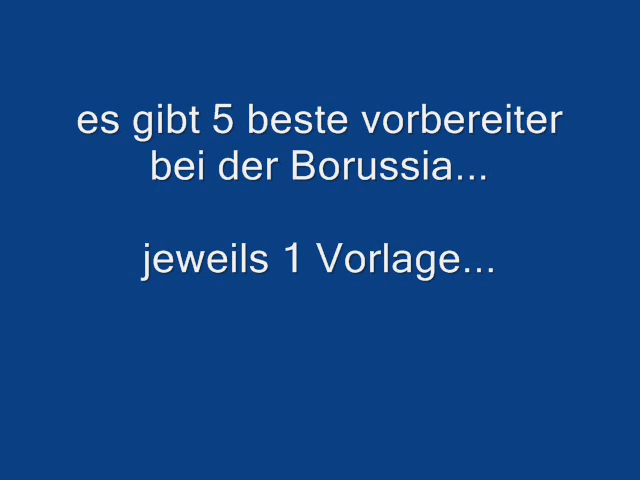 es gibt 5 beste vorbereiter
bei der Borussia...
jeweils 1 Vorlage...